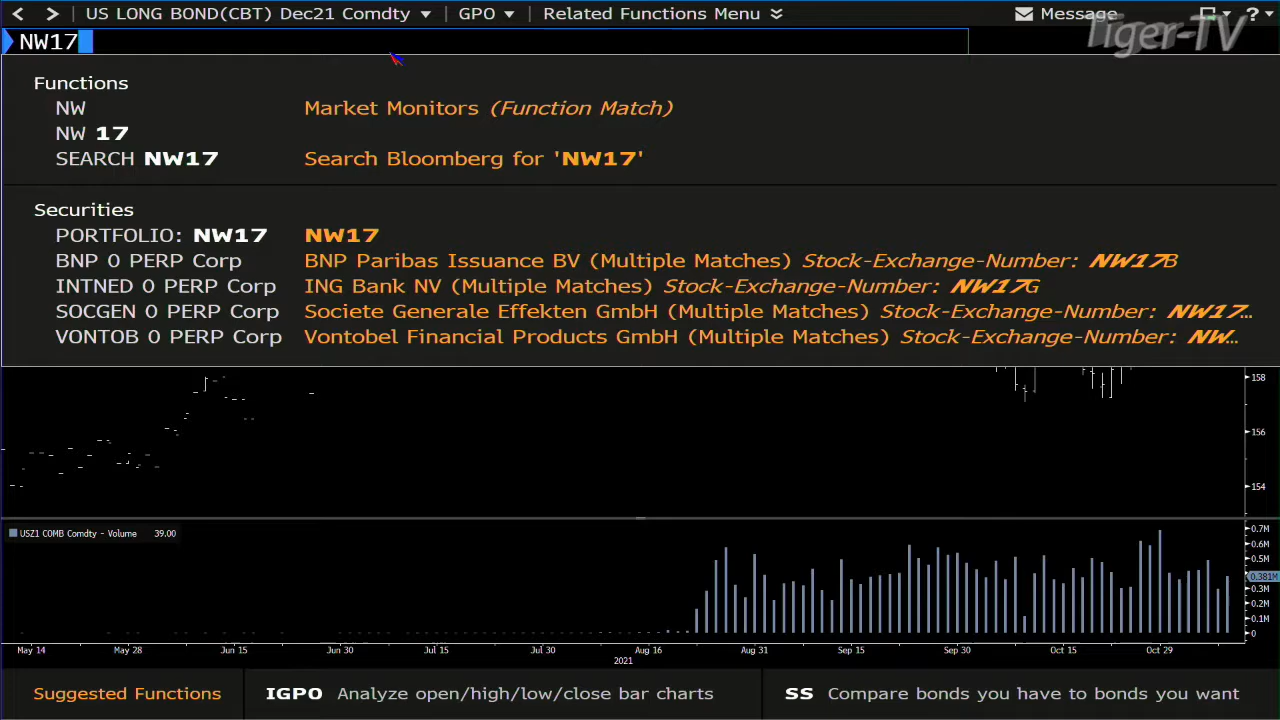 US LONG BOND(CBT) Dec21 Comdty GPO Related Functions Menu Message ?
Tiger-TV
NW17
Functions
NW Market Monitors (Function Match)
NW 17
SEARCH NW17 Search Bloomberg for 'NW17'
Securities
PORTFOLIO: NW17 NW17
BNP 0 PERP Corp BNP Paribas Issuance BV (Multiple Matches) Stock-Exchange-Number: NW17B
INTNED 0 PERP Corp ING Bank NV (Multiple Matches) Stock-Exchange-Number: NW17G
SOCGEN 0 PERP Corp Societe Generale Effekten GmbH (Multiple Matches) Stock-Exchange-Number: NW17...
VONTOB 0 PERP Corp Vontobel Financial Products GmbH (Multiple Matches) Stock-Exchange-Number: NW...
158
156
154
USZ1 COMB Comdty - Volume 39.00
0.7M
0.6M
0.5M
0.381M
0.3M
0.2M
0.1M
0
May 14 May 28 Jun 15 Jun 30 Jul 15 Jul 30 Aug 16 Aug 31 Sep 15 Sep 30 Oct 15 Oct 29
2021
Suggested Functions IGPO Analyze open/high/low/close bar charts SS Compare bonds you have to bonds you want